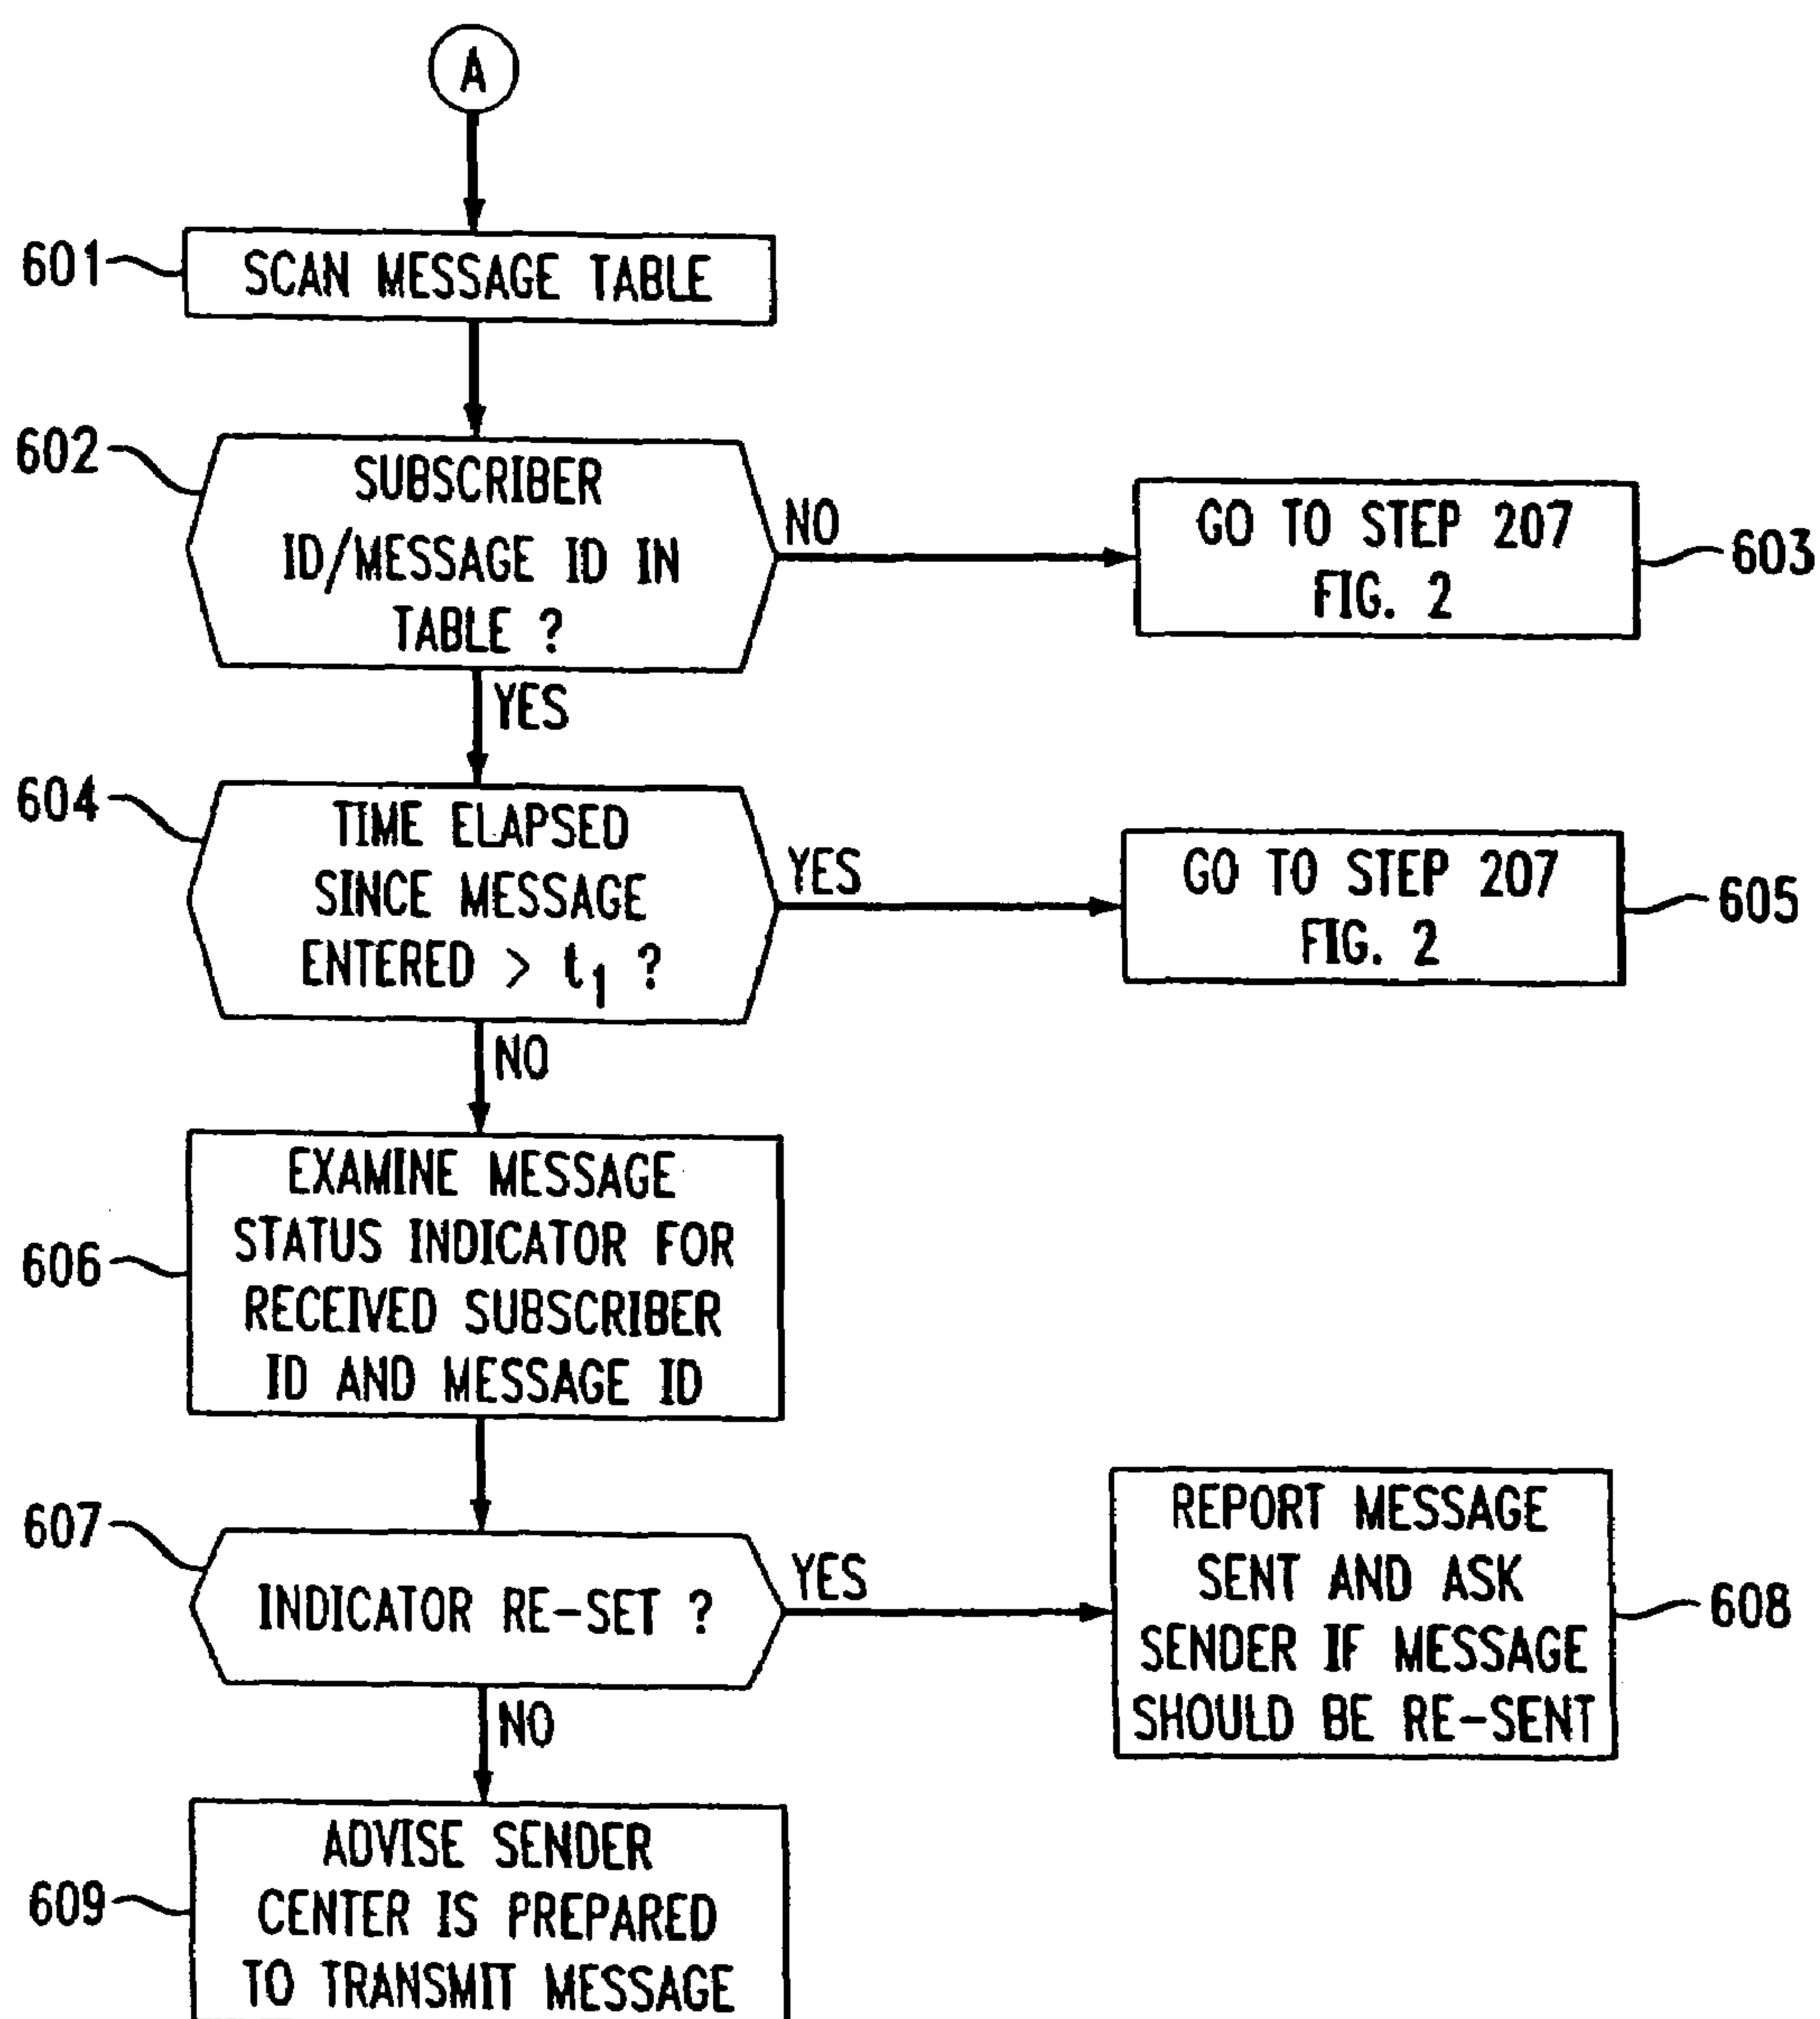 A
601
SCAN MESSAGE TABLE
602
SUBSCRIBER
ID/MESSAGE ID IN
TABLE ?
NO
GO TO STEP 207
FIG. 2
603
YES
604
TIME ELAPSED
SINCE MESSAGE
ENTERED > t1 ?
YES
GO TO STEP 207
FIG. 2
605
NO
606
EXAMINE MESSAGE
STATUS INDICATOR FOR
RECEIVED SUBSCRIBER
ID AND MESSAGE ID
607
INDICATOR RE-SET ?
YES
REPORT MESSAGE
SENT AND ASK
SENDER IF MESSAGE
SHOULD BE RE-SENT
608
NO
609
ADVISE SENDER
CENTER IS PREPARED
TO TRANSMIT MESSAGE